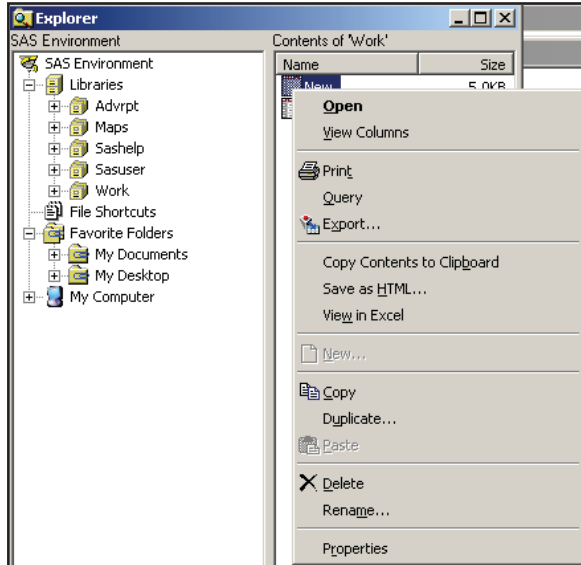 Explorer
SAS Environment
Contents of 'Work'
SAS Environment
Libraries
Advrpt
Maps
Sashelp
Sasuser
Work
File Shortcuts
Favorite Folders
My Documents
My Desktop
My Computer
Name Size
New 5.0KB
Open
View Columns
Print
Query
Export...
Copy Contents to Clipboard
Save as HTML...
View in Excel
New...
Copy
Duplicate...
Paste
Delete
Rename...
Properties